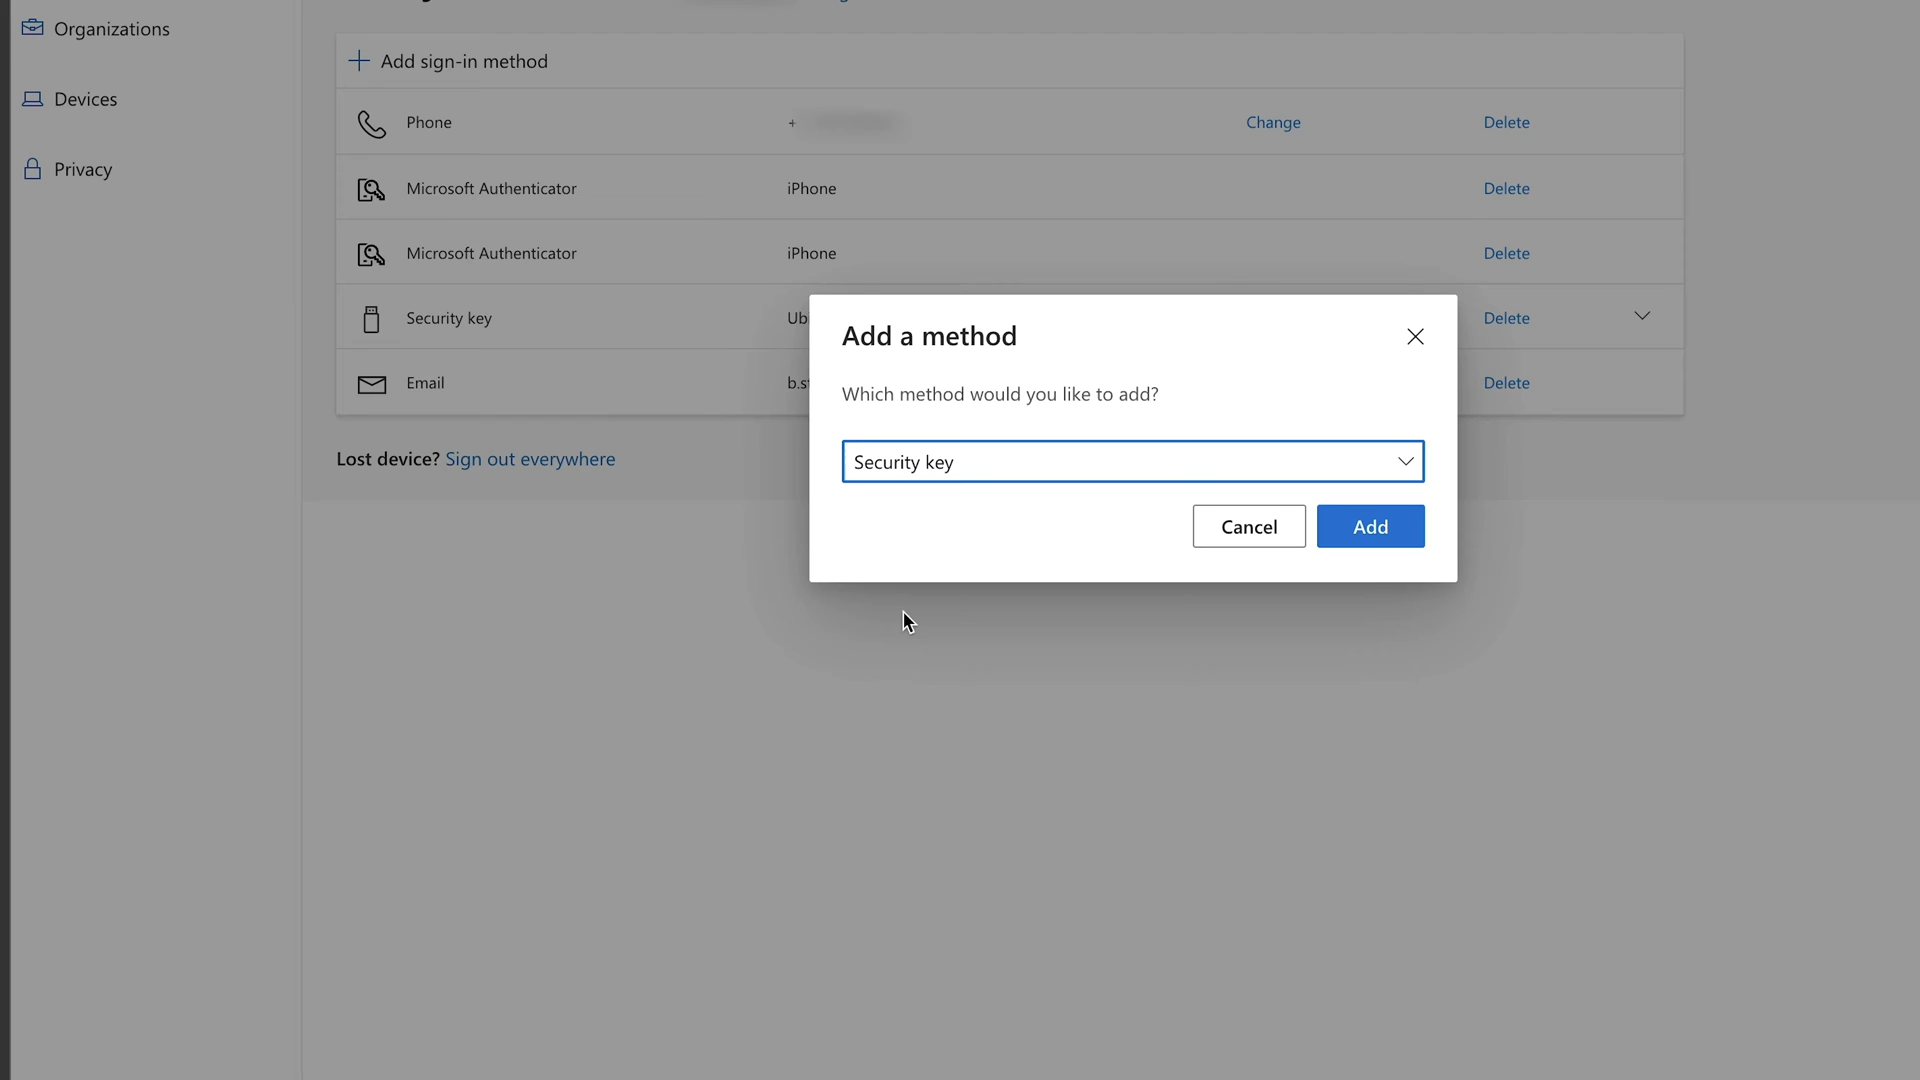 Organizations
Devices
Privacy
Add sign-in method
Phone + Change Delete
Microsoft Authenticator iPhone Delete
Microsoft Authenticator iPhone Delete
Security key Delete
Email Delete
Lost device? Sign out everywhere
Add a method
Which method would you like to add?
Security key
Cancel Add